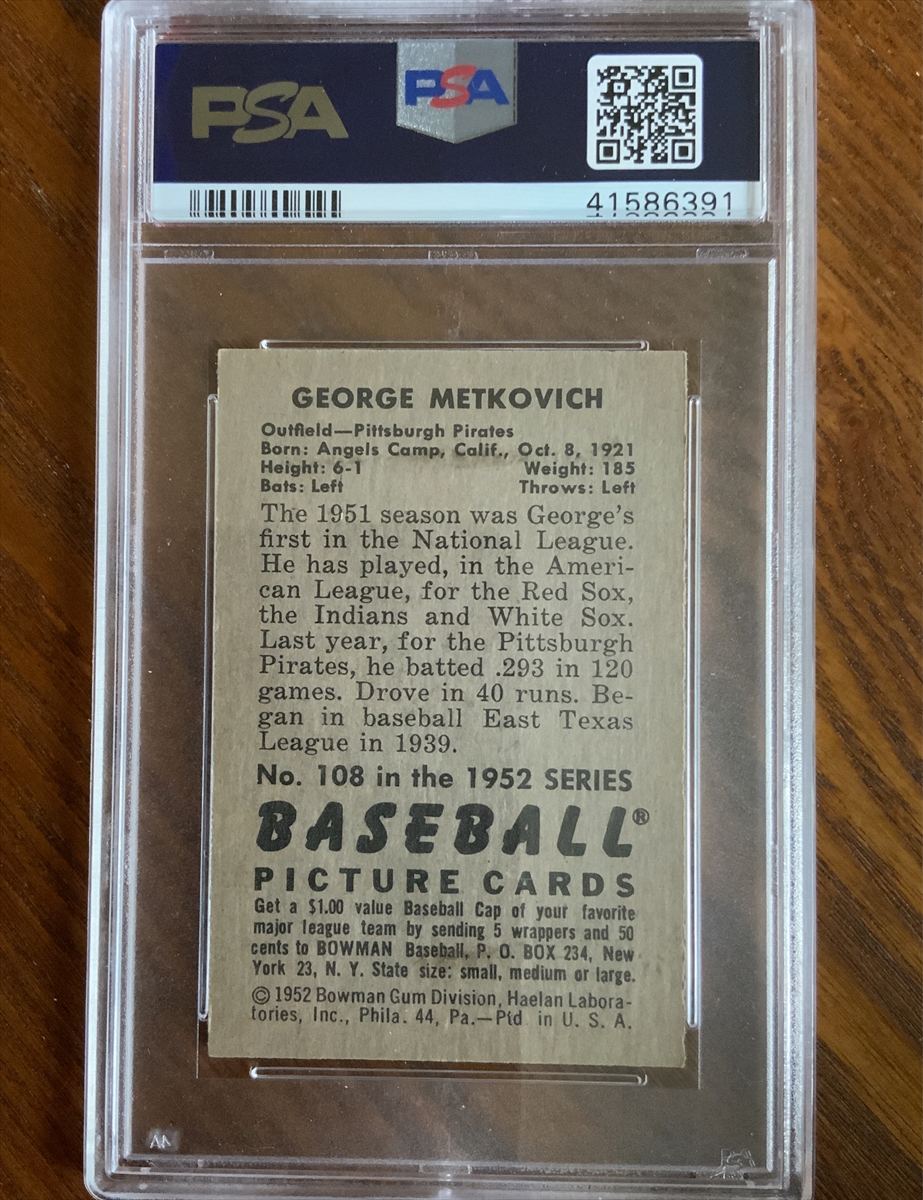 PSA
PSA
41586391
GEORGE METKOVICH
Outfield—Pittsburgh Pirates
Born: Angels Camp, Calif., Oct. 8, 1921
Height: 6-1 Weight: 185
Bats: Left Throws: Left
The 1951 season was George's
first in the National League.
He has played, in the Ameri-
can League, for the Red Sox,
the Indians and White Sox.
Last year, for the Pittsburgh
Pirates, he batted .293 in 120
games. Drove in 40 runs. Be-
gan in baseball East Texas
League in 1939.
No. 108 in the 1952 SERIES
BASEBALL®
PICTURE CARDS
Get a $1.00 value Baseball Cap of your favorite
major league team by sending 5 wrappers and 50
cents to BOWMAN Baseball, P. O. BOX 234, New
York 23, N. Y. State size: small, medium or large.
© 1952 Bowman Gum Division, Haelan Labora-
tories, Inc., Phila. 44, Pa.—Ptd in U. S. A.